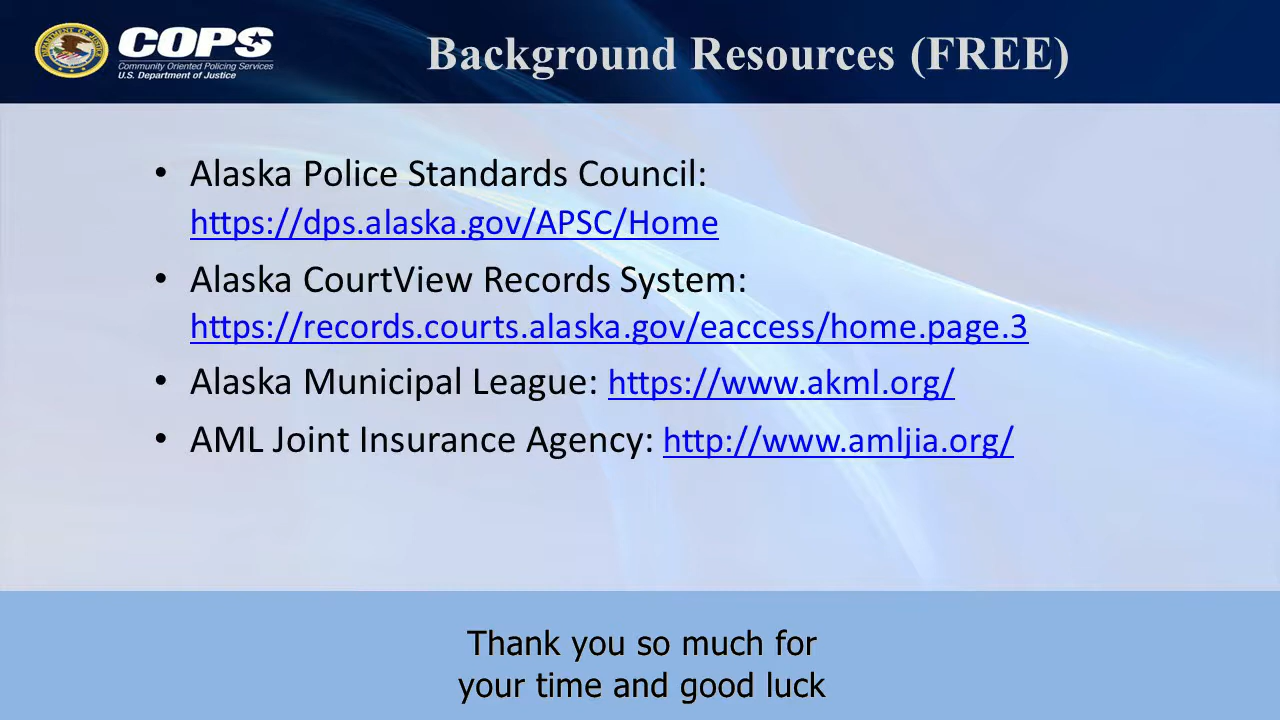 COPS
Community Oriented Policing Services
U.S. Department of Justice
Background Resources (FREE)
• Alaska Police Standards Council:
https://dps.alaska.gov/APSC/Home
• Alaska CourtView Records System:
https://records.courts.alaska.gov/eaccess/home.page.3
• Alaska Municipal League: https://www.akml.org/
• AML Joint Insurance Agency: http://www.amljia.org/
Thank you so much for
your time and good luck